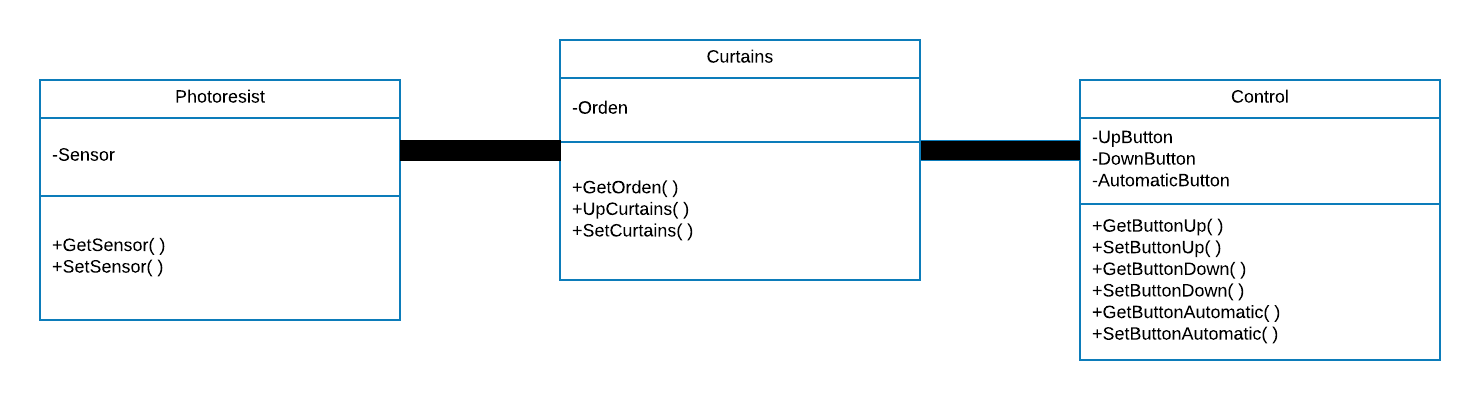 Photoresist
-Sensor
+GetSensor( )
+SetSensor( )
Curtains
-Orden
+GetOrden( )
+UpCurtains( )
+SetCurtains( )
Control
-UpButton
-DownButton
-AutomaticButton
+GetButtonUp( )
+SetButtonUp( )
+GetButtonDown( )
+SetButtonDown( )
+GetButtonAutomatic( )
+SetButtonAutomatic( )